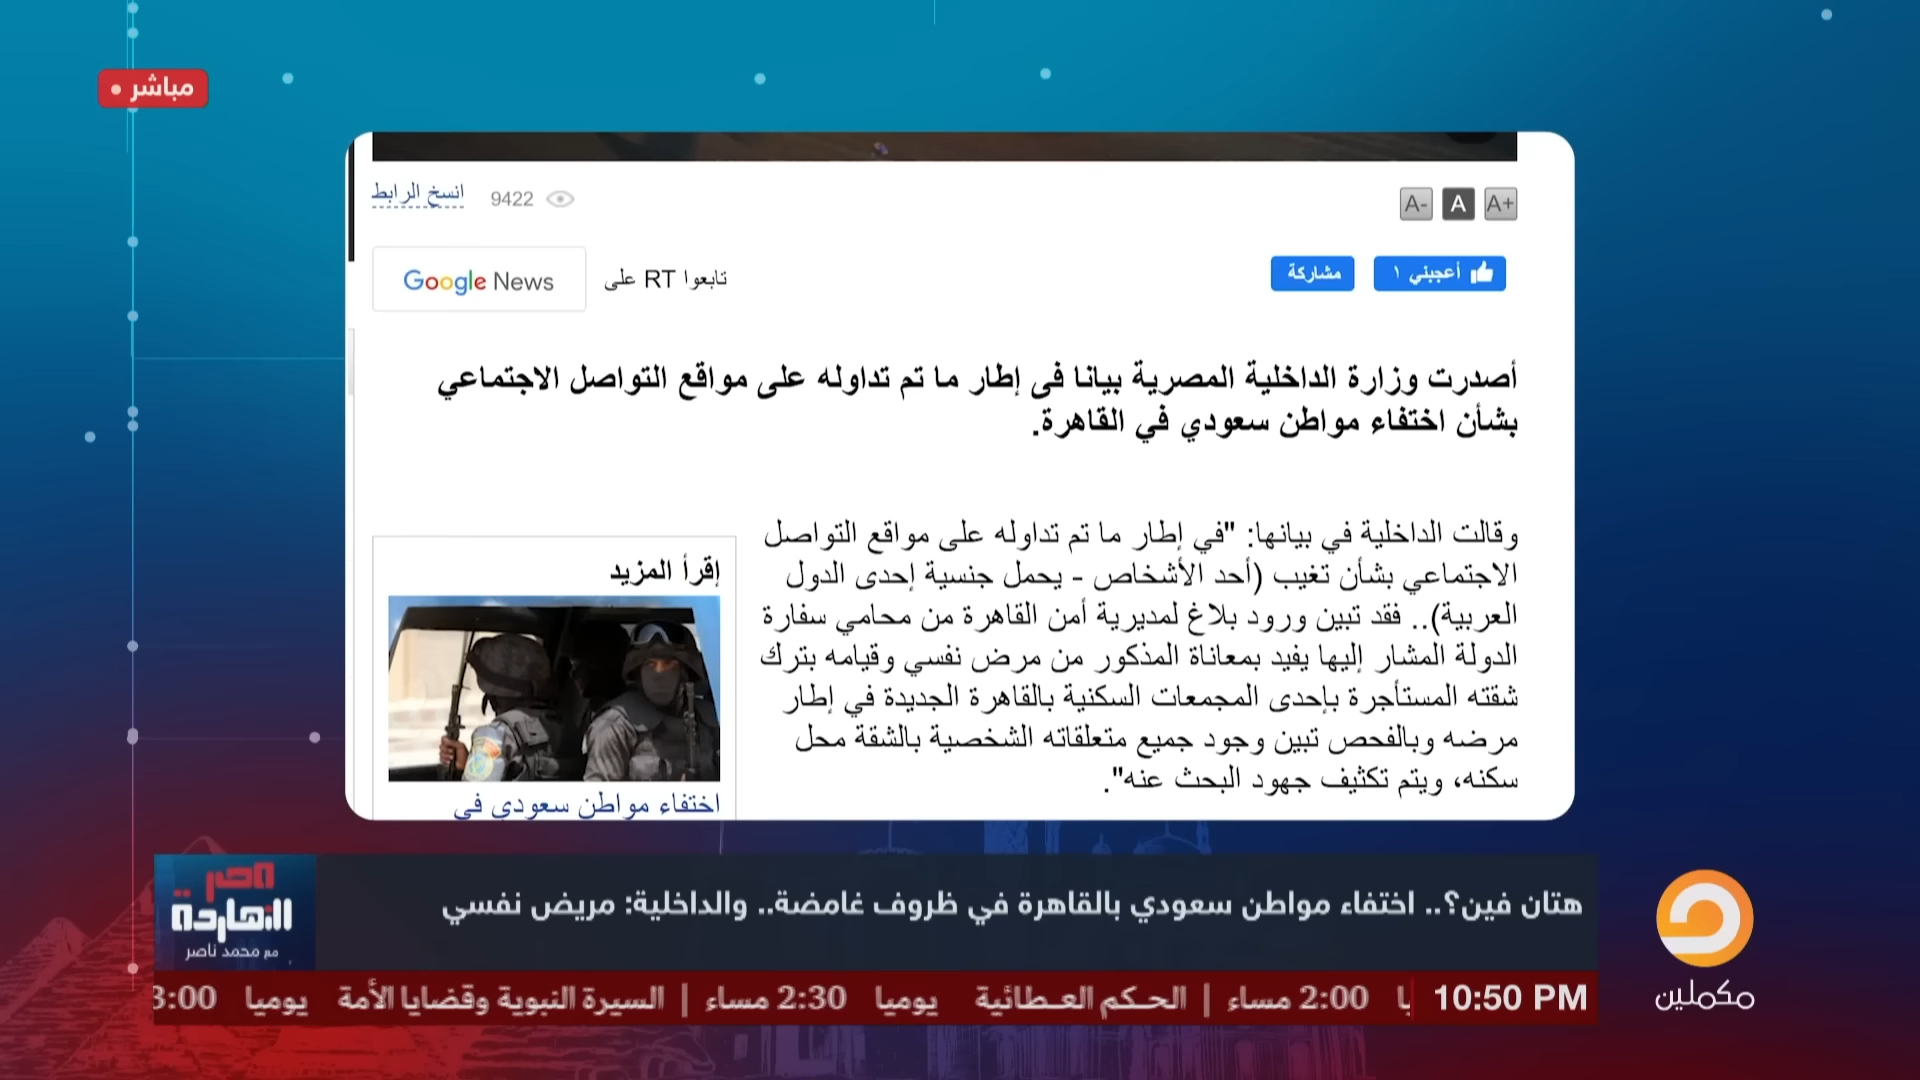 مباشر
انسخ الرابط 9422
A- A A+
Google News تابعوا RT على
مشاركة أعجبني ١
أصدرت وزارة الداخلية المصرية بيانا فى إطار ما تم تداوله على مواقع التواصل الاجتماعي
بشأن اختفاء مواطن سعودي في القاهرة.
وقالت الداخلية في بيانها: "في إطار ما تم تداوله على مواقع التواصل
الاجتماعي بشأن تغيب (أحد الأشخاص - يحمل جنسية إحدى الدول
العربية).. فقد تبين ورود بلاغ لمديرية أمن القاهرة من محامي سفارة
الدولة المشار إليها يفيد بمعاناة المذكور من مرض نفسي وقيامه بترك
شقته المستأجرة بإحدى المجمعات السكنية بالقاهرة الجديدة في إطار
مرضه وبالفحص تبين وجود جميع متعلقاته الشخصية بالشقة محل
سكنه، ويتم تكثيف جهود البحث عنه".
إقرأ المزيد
اختفاء مواطن سعودي في
هتان فين؟.. اختفاء مواطن سعودي بالقاهرة في ظروف غامضة.. والداخلية: مريض نفسي
مصر
النهاردة
مع محمد ناصر
10:50 PM
2:00 مساء | الحكم العطائية يوميا 2:30 مساء | السيرة النبوية وقضايا الأمة يوميا 3:00
مكملين